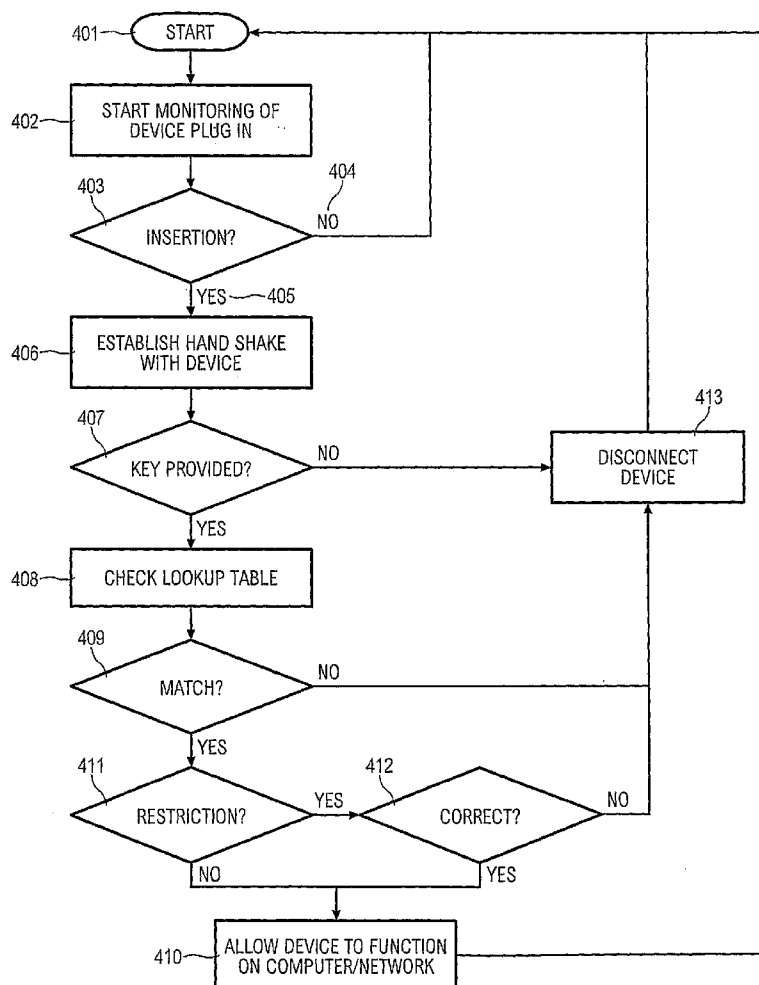 401 START
402 START MONITORING OF
DEVICE PLUG IN
403
404
INSERTION?
NO
YES 405
406 ESTABLISH HAND SHAKE
WITH DEVICE
407
KEY PROVIDED?
NO
YES
413
DISCONNECT
DEVICE
408 CHECK LOOKUP TABLE
409
MATCH?
NO
YES
411
RESTRICTION?
YES
412
CORRECT?
NO
NO
YES
410 ALLOW DEVICE TO FUNCTION
ON COMPUTER/NETWORK